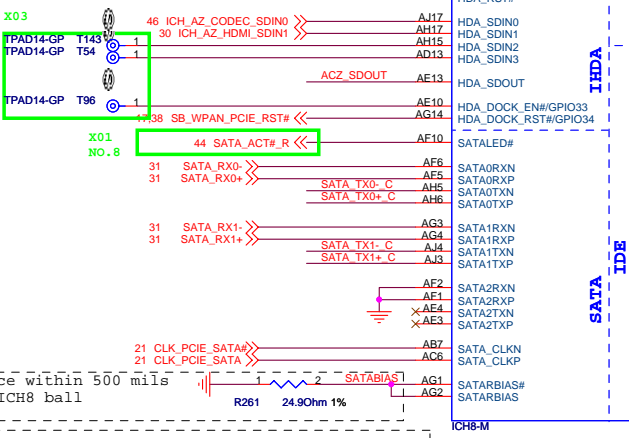 X03
46 ICH_AZ_CODEC_SDIN0 AJ17 HDA_SDIN0
30 ICH_AZ_HDMI_SDIN1 AH17 HDA_SDIN1
TPAD14-GP T143 1 AH15 HDA_SDIN2
TPAD14-GP T54 1 AD13 HDA_SDIN3
ACZ_SDOUT AE13 HDA_SDOUT
IHDA
TPAD14-GP T96 1 AE10 HDA_DOCK_EN#/GPIO33
17,38 SB_WPAN_PCIE_RST# AG14 HDA_DOCK_RST#/GPIO34
X01
NO.8
44 SATA_ACT#_R AF10 SATALED#
31 SATA_RX0- AF6 SATA0RXN
31 SATA_RX0+ AF5 SATA0RXP
SATA_TX0-_C AH5 SATA0TXN
SATA_TX0+_C AH6 SATA0TXP
31 SATA_RX1- AG3 SATA1RXN
31 SATA_RX1+ AG4 SATA1RXP
SATA_TX1-_C AJ4 SATA1TXN
SATA_TX1+_C AJ3 SATA1TXP
IDE
AF2 SATA2RXN
AF1 SATA2RXP
AE4 SATA2TXN
AE3 SATA2TXP
SATA
21 CLK_PCIE_SATA# AB7 SATA_CLKN
21 CLK_PCIE_SATA AC6 SATA_CLKP
ce within 500 mils
ICH8 ball
1 2 SATABIAS AG1 SATARBIAS#
R261 24.9Ohm 1% AG2 SATARBIAS
ICH8-M